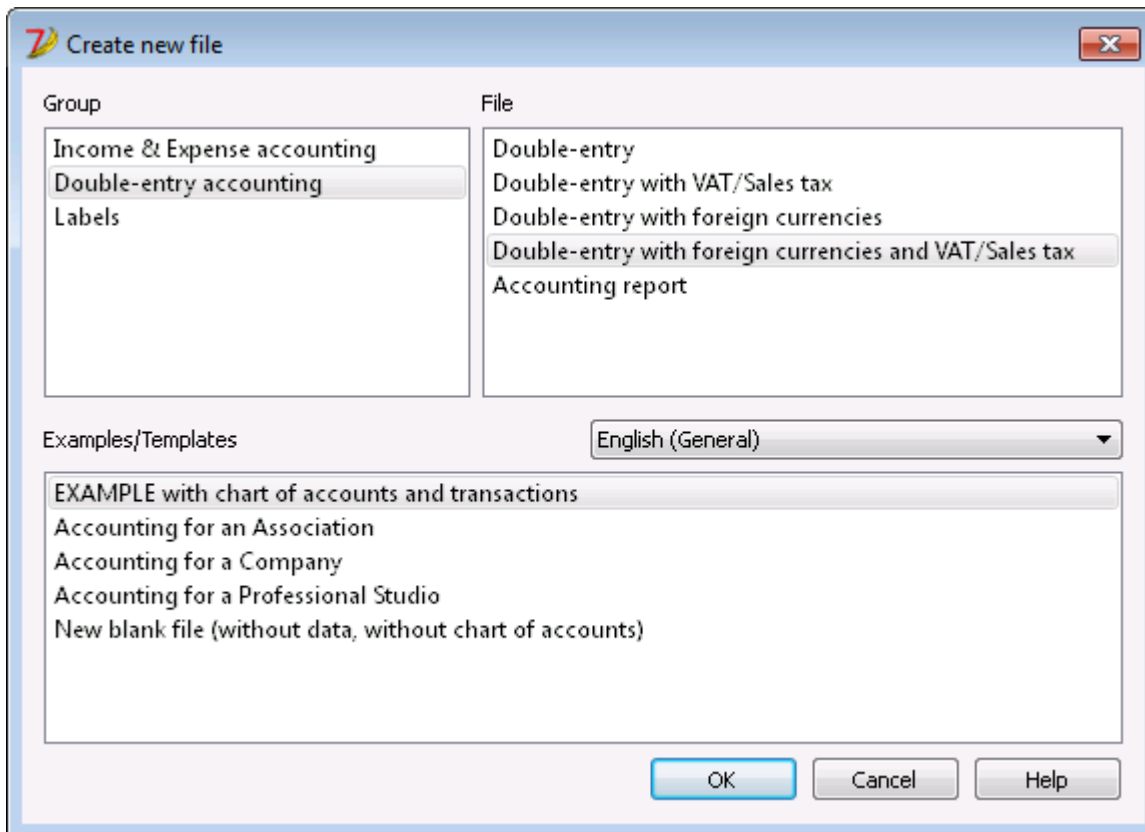 Create new file
Group
File
Income & Expense accounting
Double-entry accounting
Labels
Double-entry
Double-entry with VAT/Sales tax
Double-entry with foreign currencies
Double-entry with foreign currencies and VAT/Sales tax
Accounting report
Examples/Templates
English (General)
EXAMPLE with chart of accounts and transactions
Accounting for an Association
Accounting for a Company
Accounting for a Professional Studio
New blank file (without data, without chart of accounts)
OK
Cancel
Help